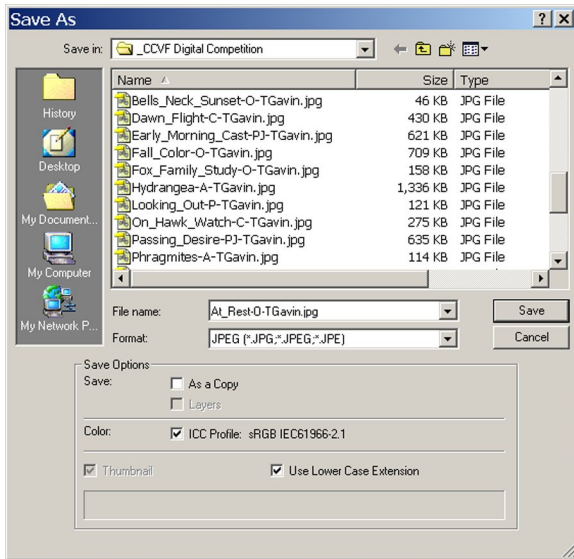 Save As
Save in: _CCVF Digital Competition
Name Size Type
Bells_Neck_Sunset-O-TGavin.jpg 46 KB JPG File
Dawn_Flight-C-TGavin.jpg 430 KB JPG File
Early_Morning_Cast-PJ-TGavin.jpg 621 KB JPG File
Fall_Color-O-TGavin.jpg 709 KB JPG File
Fox_Family_Study-O-TGavin.jpg 158 KB JPG File
Hydrangea-A-TGavin.jpg 1,336 KB JPG File
Looking_Out-P-TGavin.jpg 121 KB JPG File
On_Hawk_Watch-C-TGavin.jpg 275 KB JPG File
Passing_Desire-PJ-TGavin.jpg 635 KB JPG File
Phragmites-A-TGavin.jpg 114 KB JPG File
History
Desktop
My Document...
My Computer
My Network P...
File name: At_Rest-O-TGavin.jpg Save
Format: JPEG (*.JPG;*.JPEG;*.JPE) Cancel
Save Options
Save: As a Copy
Layers
Color: ICC Profile: sRGB IEC61966-2.1
Thumbnail Use Lower Case Extension